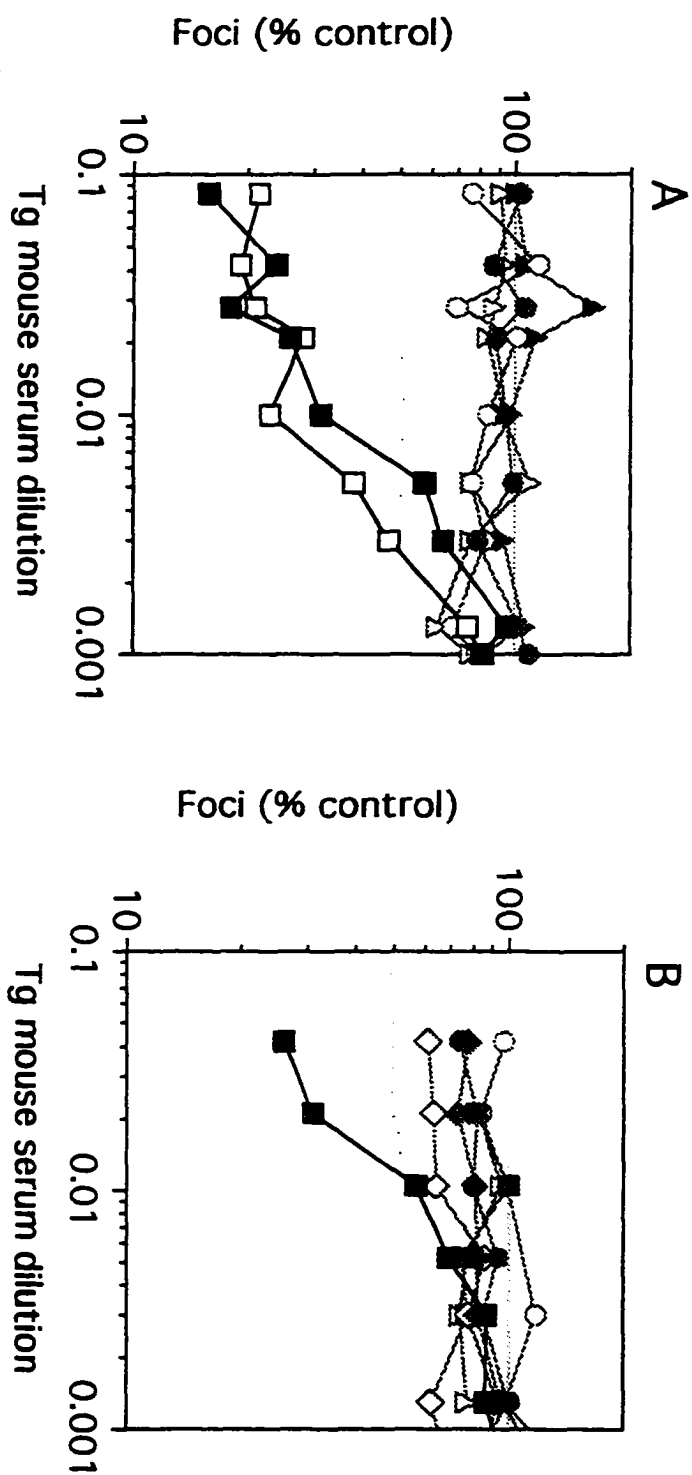 A
Foci (% control)
100
10
0.1
0.01
0.001
Tg mouse serum dilution
B
Foci (% control)
100
10
0.1
0.01
0.001
Tg mouse serum dilution